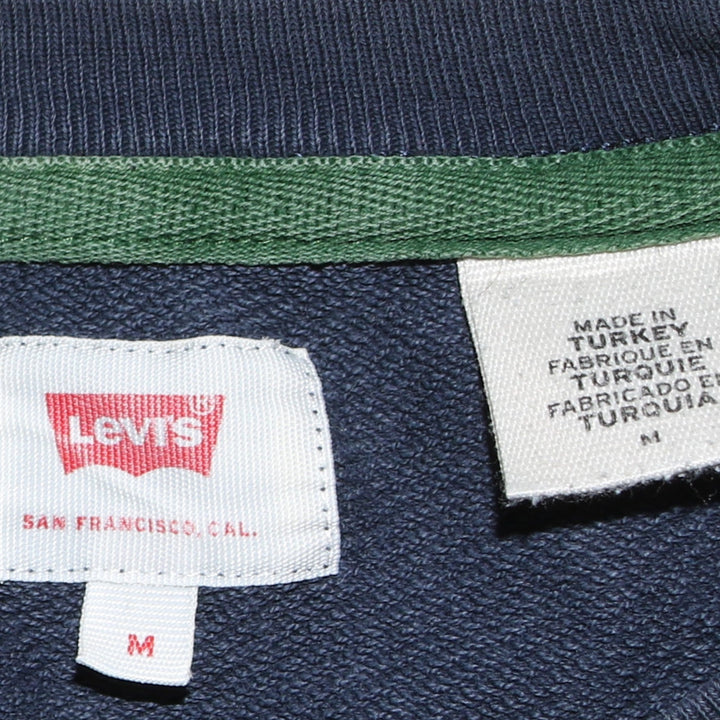 LEVI'S®
SAN FRANCISCO, CAL.
M
MADE IN
TURKEY
FABRIQUE EN
TURQUIE
FABRICADO EN
TURQUIA
M